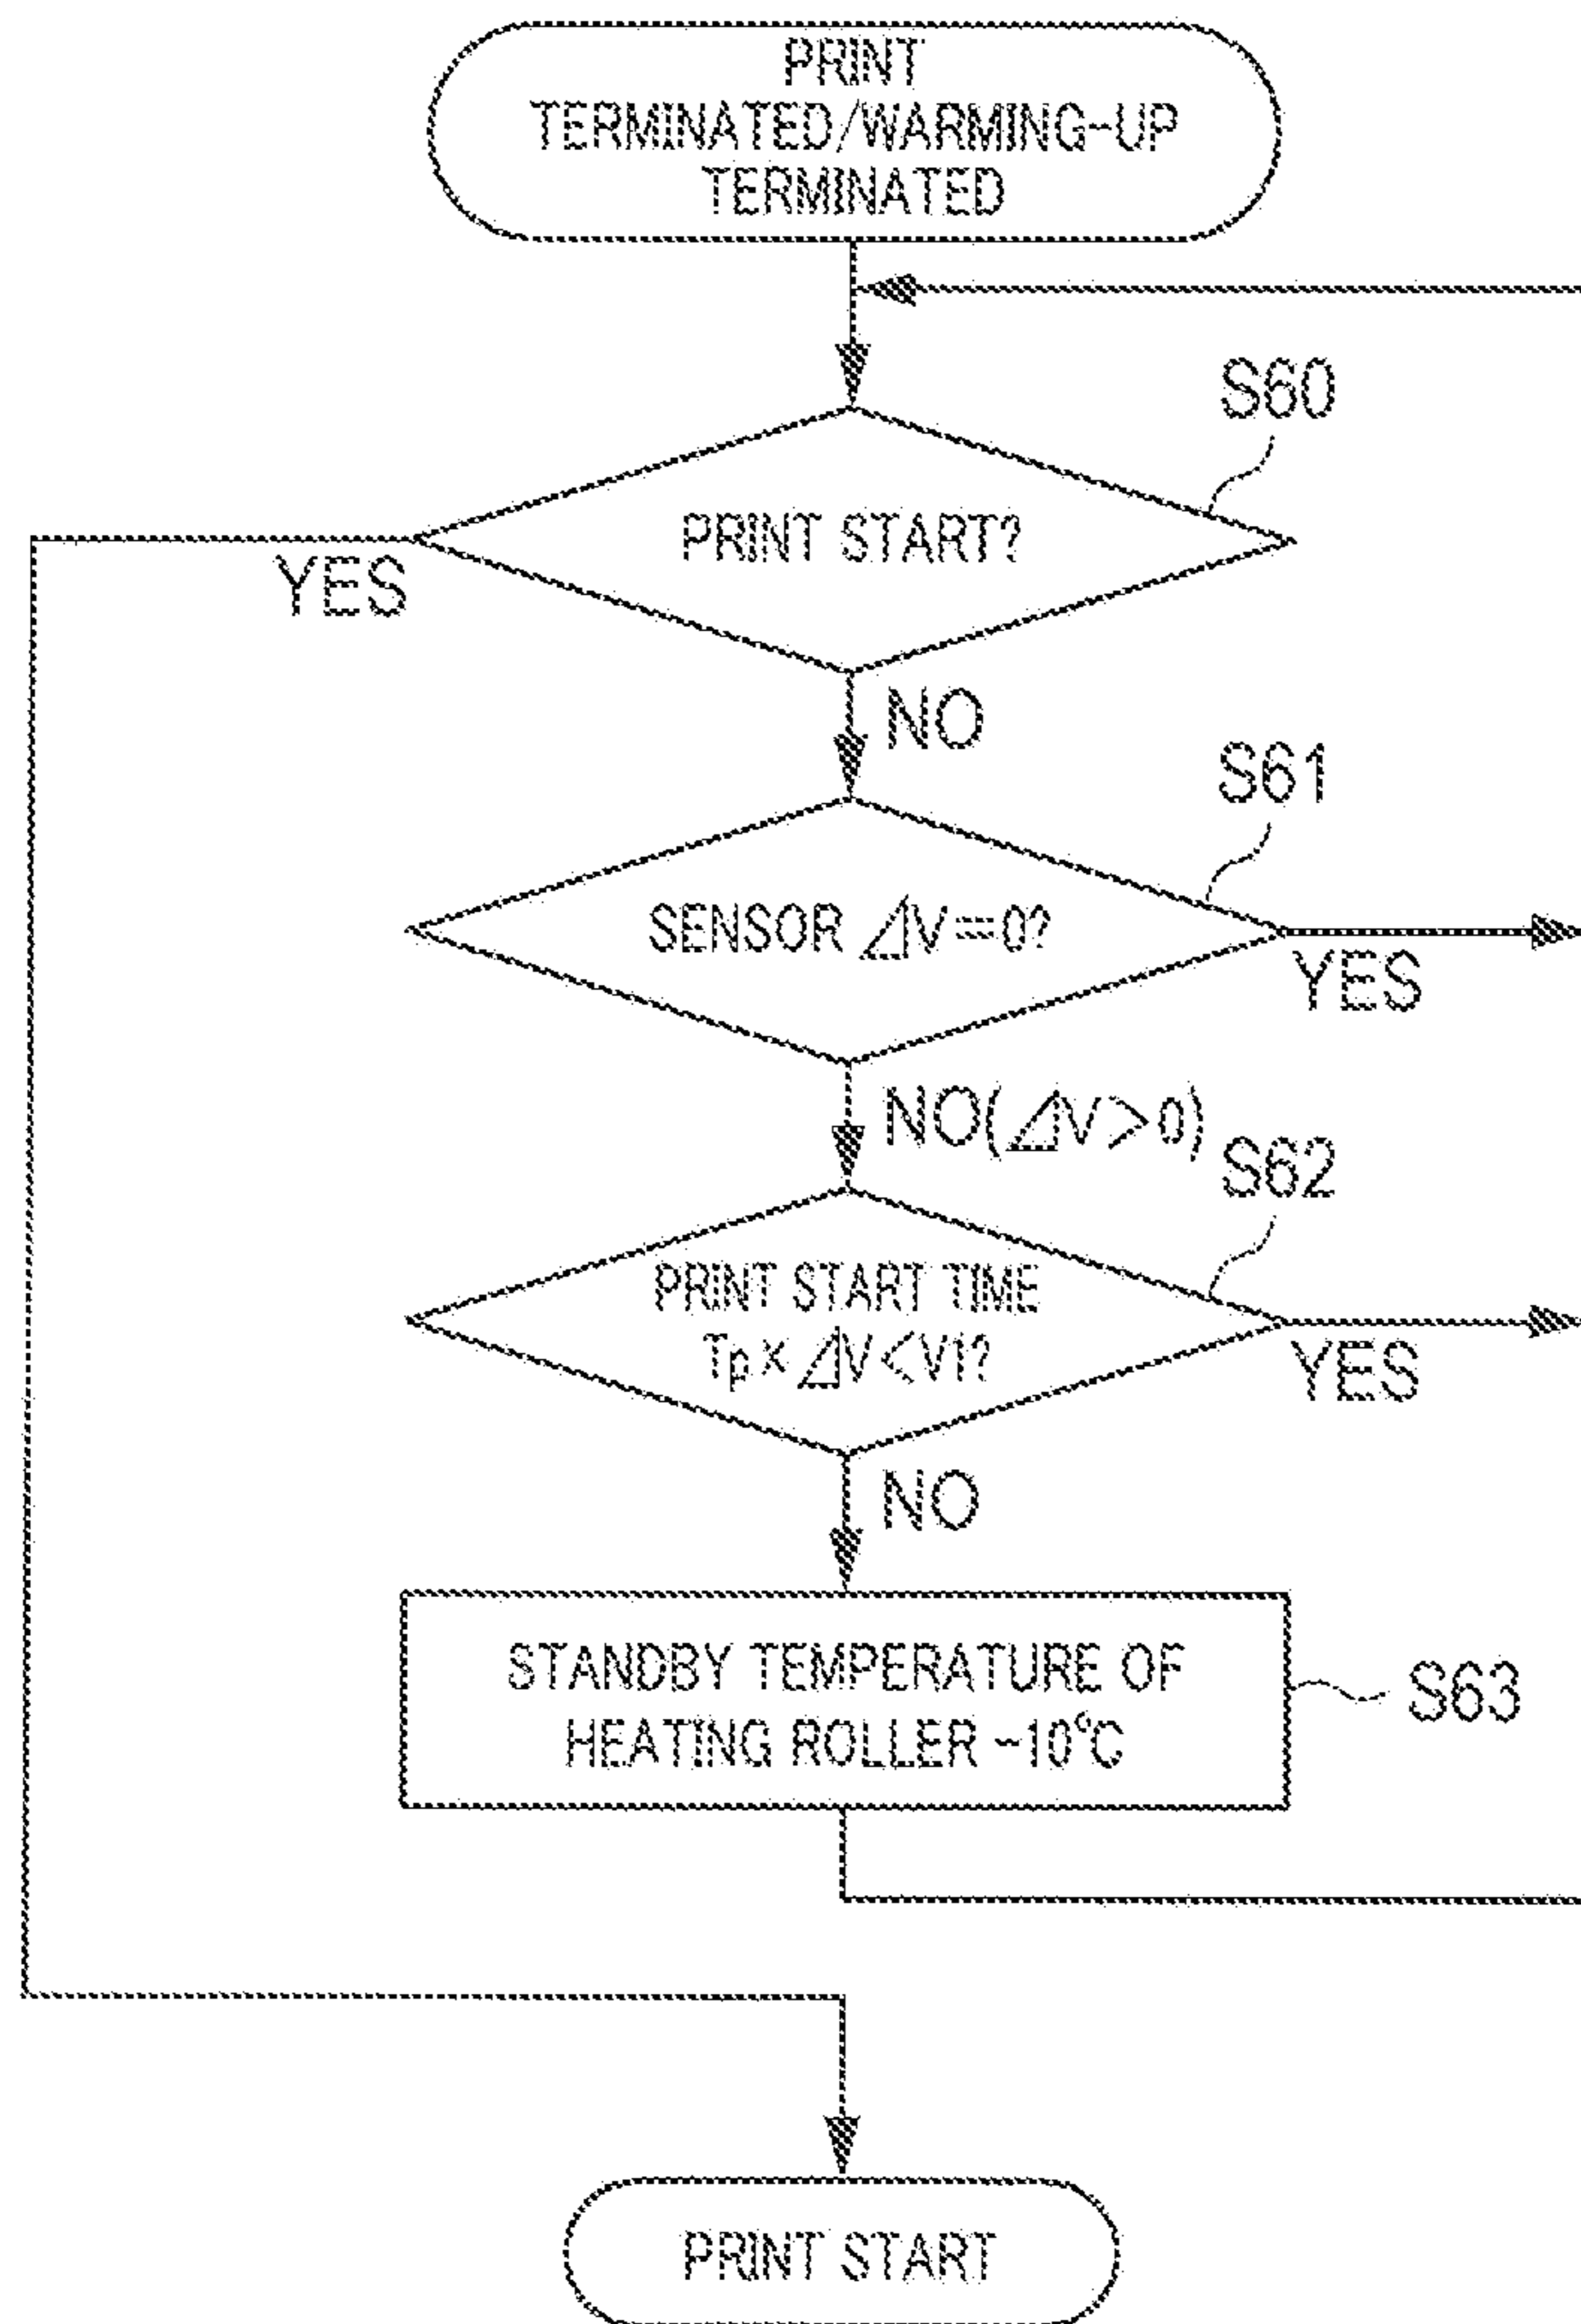 PRINT
TERMINATED/WARMING-UP
TERMINATED
S60
PRINT START?
YES
NO
S61
SENSOR ⊿V=0?
YES
NO(⊿V>0)
S62
PRINT START TIME
Tp×⊿V<V1?
YES
NO
STANDBY TEMPERATURE OF
HEATING ROLLER -10℃
S63
PRINT START